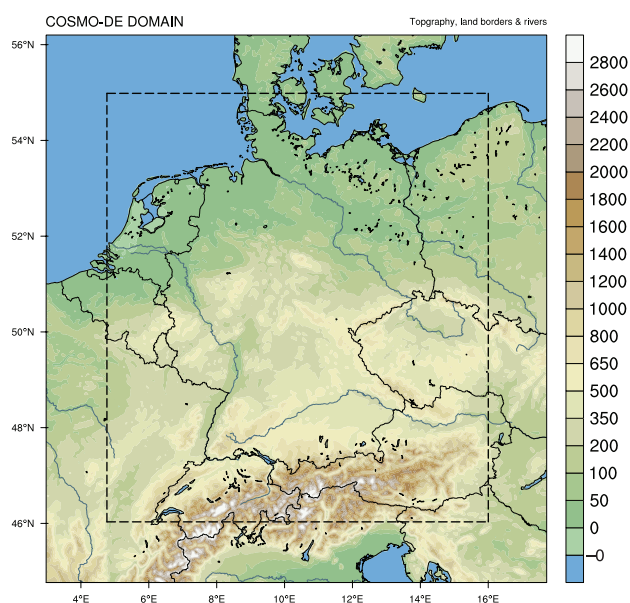 COSMO-DE DOMAIN
Topgraphy, land borders & rivers
56°N
54°N
52°N
50°N
48°N
46°N
4°E
6°E
8°E
10°E
12°E
14°E
16°E
2800
2600
2400
2200
2000
1800
1600
1400
1200
1000
800
650
500
350
200
100
50
0
−0